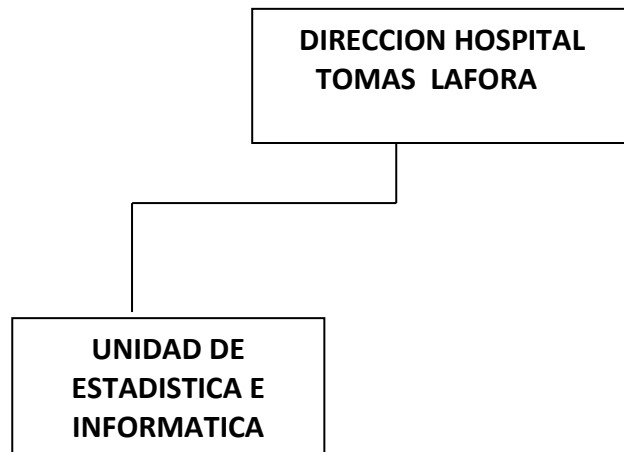 DIRECCION HOSPITAL
TOMAS LAFORA
UNIDAD DE
ESTADISTICA E
INFORMATICA